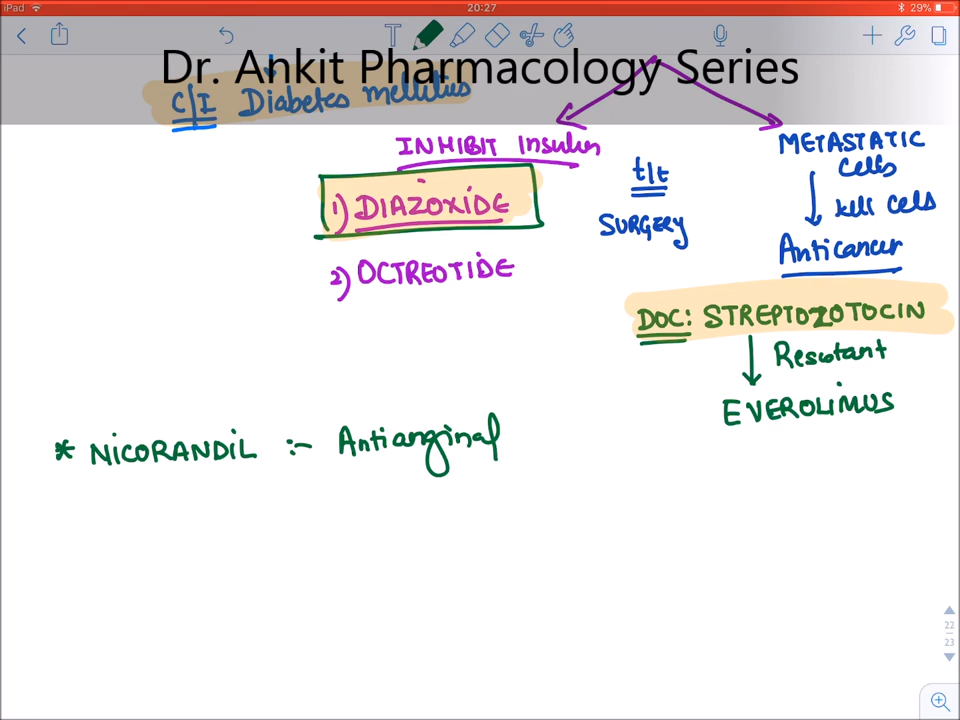 iPad
20:27
29%
T
Dr. Ankit Pharmacology Series
C/I Diabetes mellitus
INHIBIT Insulin
METASTATIC
cells
t/t
1) DIAZOXIDE
kill cells
SURGERY
Anticancer
2) OCTREOTIDE
DOC: STREPTOZOTOCIN
Resistant
EVEROLIMUS
* NICORANDIL :- Antianginal
22
23